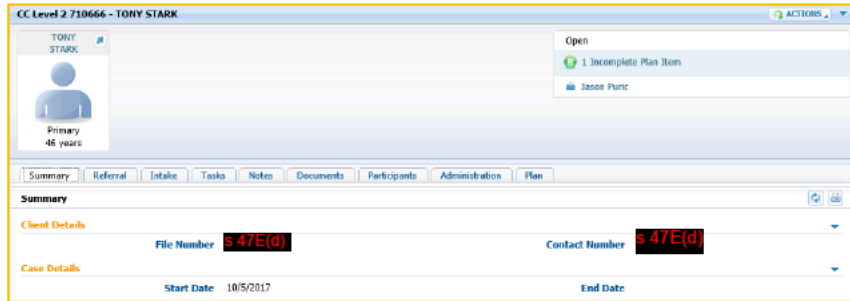 CC Level 2 710666 - TONY STARK
ACTIONS
TONY
STARK
Primary
46 years
Open
1 Incomplete Plan Item
Jason Puric
Summary Referral Intake Tasks Notes Documents Participants Administration Plan
Summary
Client Details
File Number s 47E(d) Contact Number s 47E(d)
Case Details
Start Date 10/5/2017 End Date